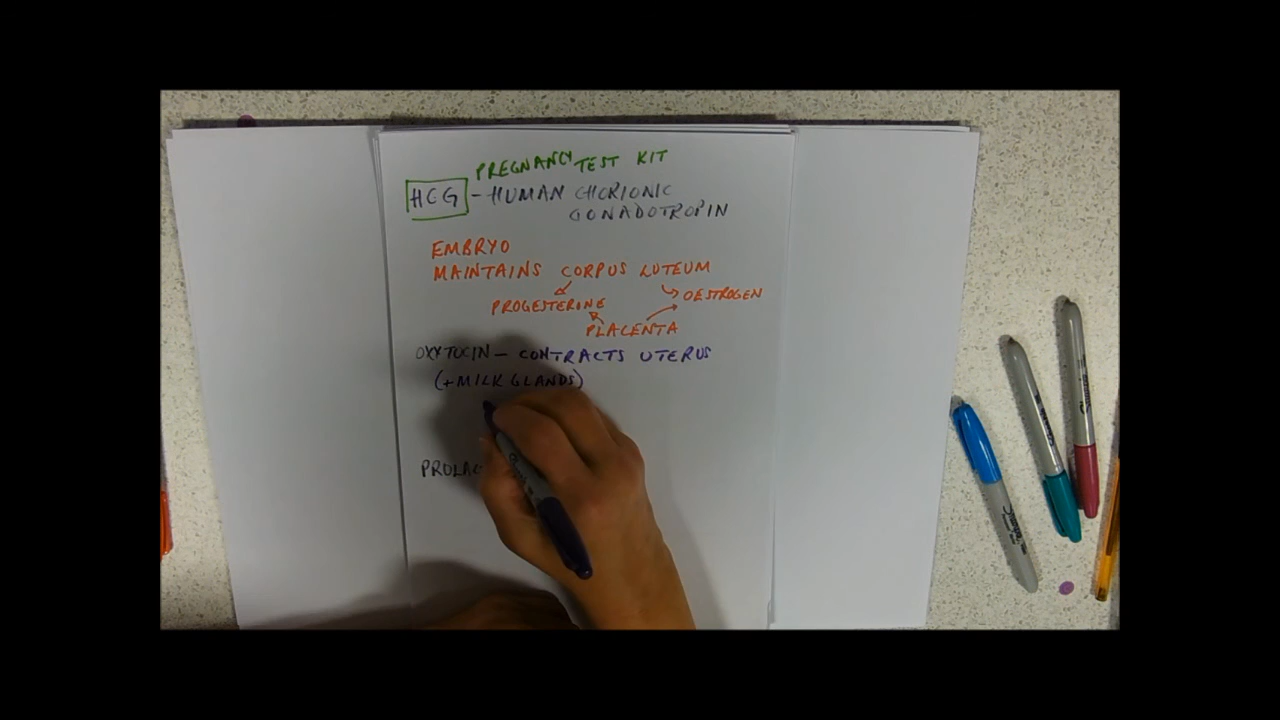 PREGNANCY TEST KIT
HCG - HUMAN CHORIONIC
GONADOTROPIN
EMBRYO
MAINTAINS CORPUS LUTEUM
PROGESTERONE OESTROGEN
PLACENTA
OXYTOCIN - CONTRACTS UTERUS
(+MILK GLANDS)